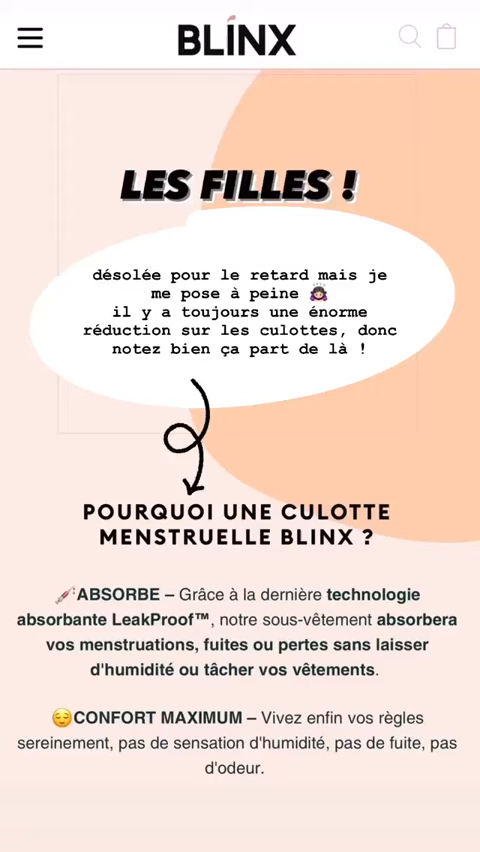 BLINX
LES FILLES !
désolée pour le retard mais je
me pose à peine 🙇🏻‍♀️
il y a toujours une énorme
réduction sur les culottes, donc
notez bien ça part de là !
POURQUOI UNE CULOTTE
MENSTRUELLE BLINX ?
💉ABSORBE – Grâce à la dernière technologie
absorbante LeakProof™, notre sous-vêtement absorbera
vos menstruations, fuites ou pertes sans laisser
d'humidité ou tâcher vos vêtements.
😌CONFORT MAXIMUM – Vivez enfin vos règles
sereinement, pas de sensation d'humidité, pas de fuite, pas
d'odeur.